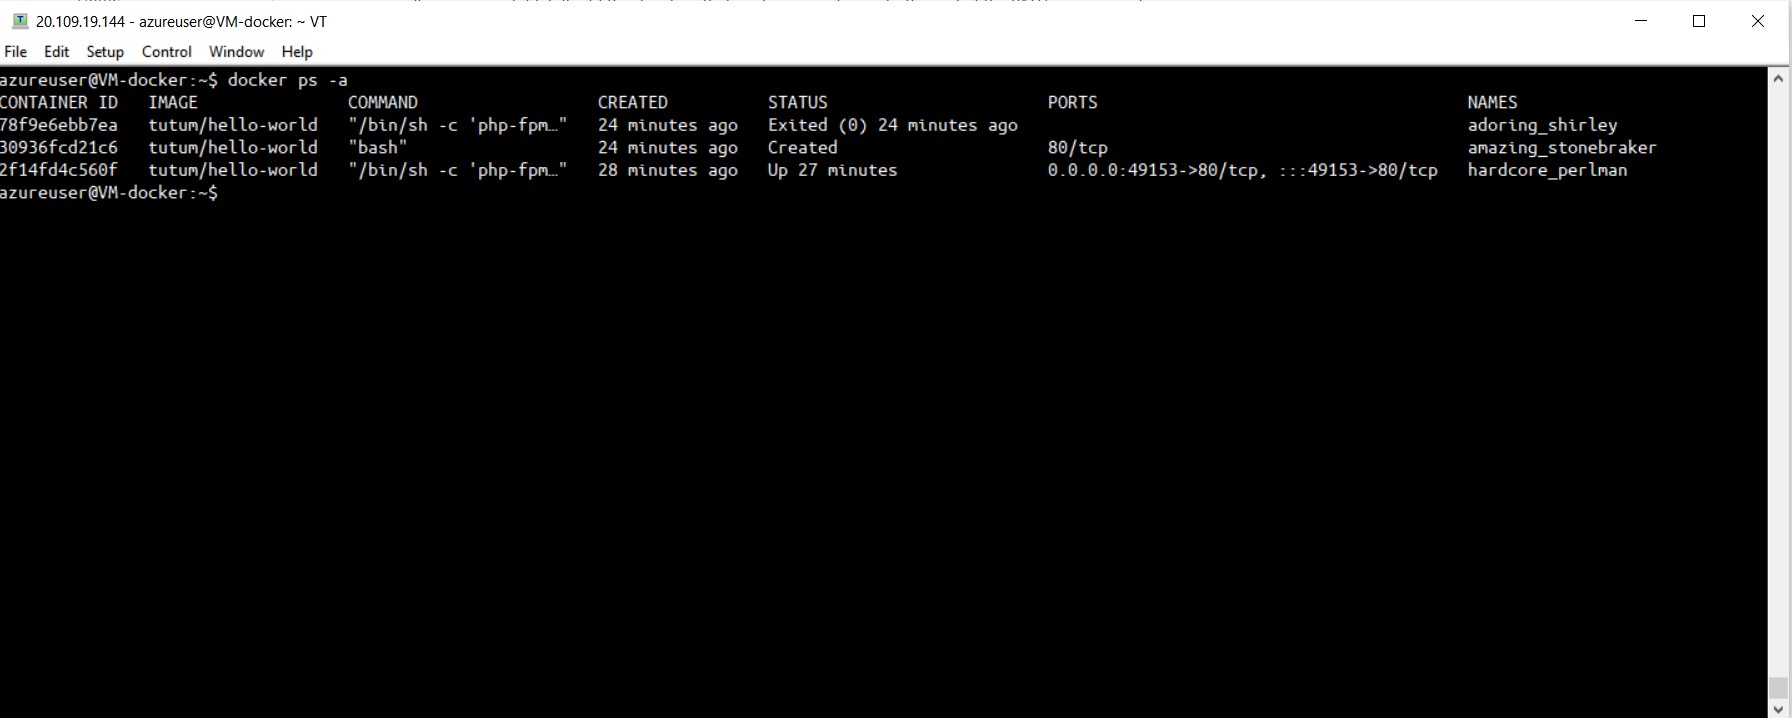 20.109.19.144 - azureuser@VM-docker: ~ VT
File Edit Setup Control Window Help
azureuser@VM-docker:~$ docker ps -a
CONTAINER ID IMAGE COMMAND CREATED STATUS PORTS NAMES
78f9e6ebb7ea tutum/hello-world "/bin/sh -c 'php-fpm…" 24 minutes ago Exited (0) 24 minutes ago adoring_shirley
30936fcd21c6 tutum/hello-world "bash" 24 minutes ago Created 80/tcp amazing_stonebraker
2f14fd4c560f tutum/hello-world "/bin/sh -c 'php-fpm…" 28 minutes ago Up 27 minutes 0.0.0.0:49153->80/tcp, :::49153->80/tcp hardcore_perlman
azureuser@VM-docker:~$